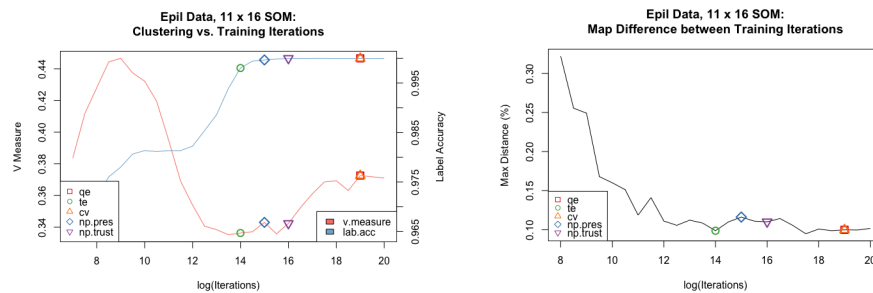 Epil Data, 11 x 16 SOM:
Clustering vs. Training Iterations
V Measure
0.44
0.42
0.40
0.38
0.36
0.34
qe
te
cv
np.pres
np.trust
v.measure
lab.acc
0.995
0.985
0.975
0.965
Label Accuracy
8
10
12
14
16
18
20
log(Iterations)
Epil Data, 11 x 16 SOM:
Map Difference between Training Iterations
Max Distance (%)
0.30
0.25
0.20
0.15
0.10
qe
te
cv
np.pres
np.trust
8
10
12
14
16
18
20
log(Iterations)